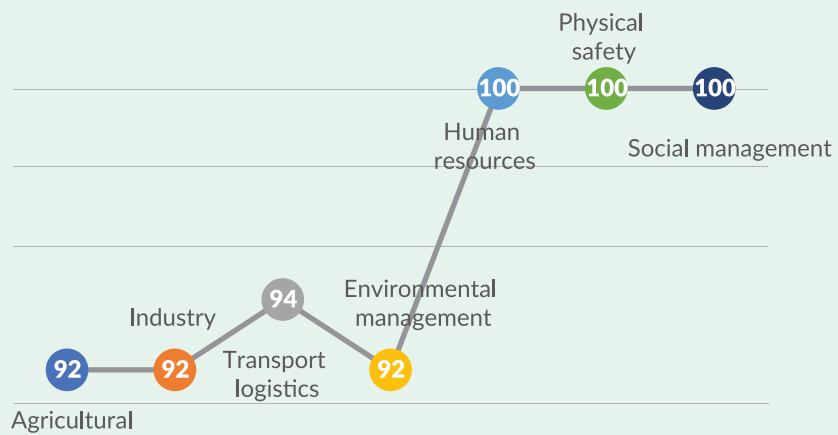 Physical
safety
100
100
100
Human
resources
Social management
94
Environmental
management
Industry
92
92
Transport
logistics
92
Agricultural